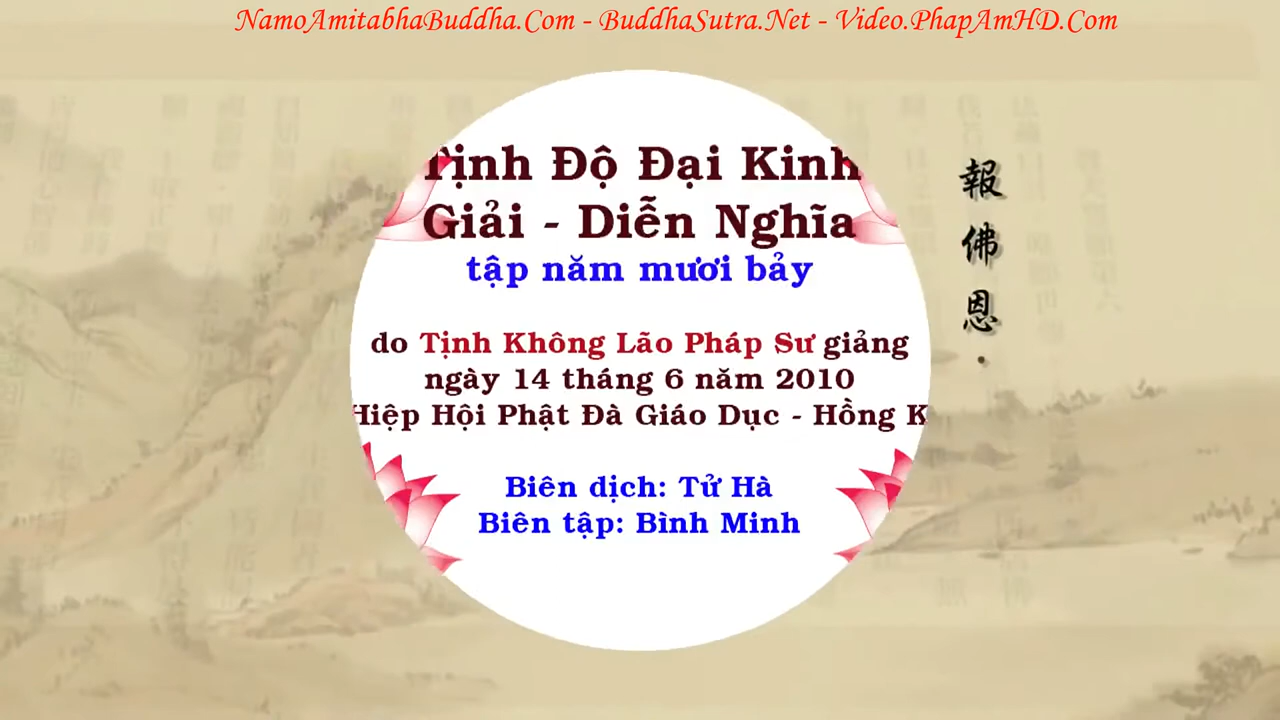 NamoAmitabhaBuddha.Com - BuddhaSutra.Net - Video.PhapAmHD.Com
Tịnh Độ Đại Kinh
Giải - Diễn Nghĩa
tập năm mươi bảy
do Tịnh Không Lão Pháp Sư giảng
ngày 14 tháng 6 năm 2010
Hiệp Hội Phật Đà Giáo Dục - Hồng K
Biên dịch: Tử Hà
Biên tập: Bình Minh
報佛恩